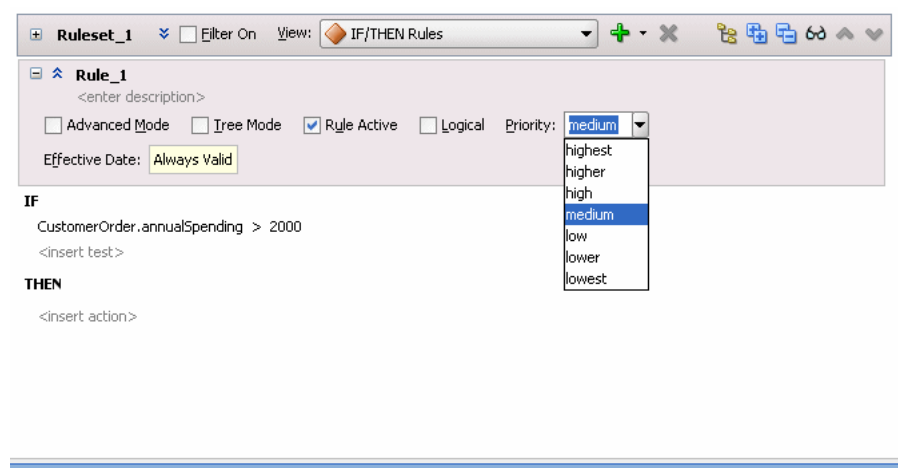 Ruleset_1 Filter On View: IF/THEN Rules
Rule_1
<enter description>
Advanced Mode Tree Mode Rule Active Logical Priority: medium
Effective Date: Always Valid
highest
higher
high
medium
low
lower
lowest
IF
CustomerOrder.annualSpending > 2000
<insert test>
THEN
<insert action>